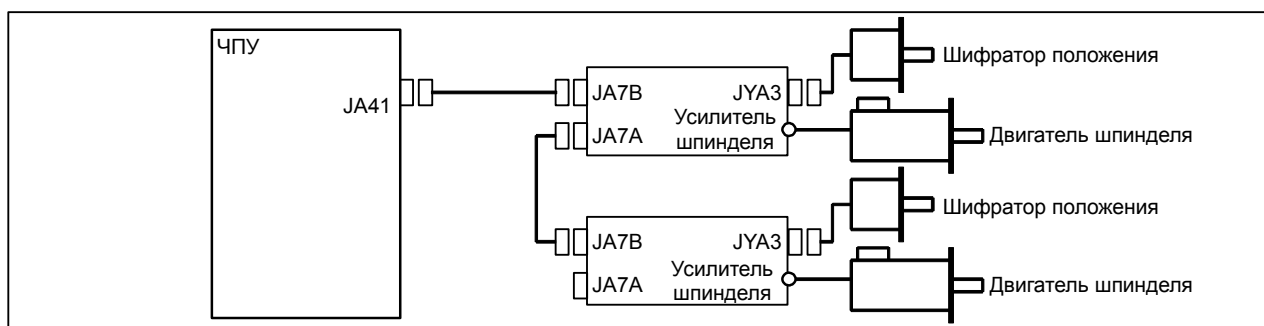 ЧПУ
JA41
JA7B
JYA3
JA7A
Усилитель
шпинделя
Шифратор положения
Двигатель шпинделя
JA7B
JYA3
JA7A
Усилитель
шпинделя
Шифратор положения
Двигатель шпинделя